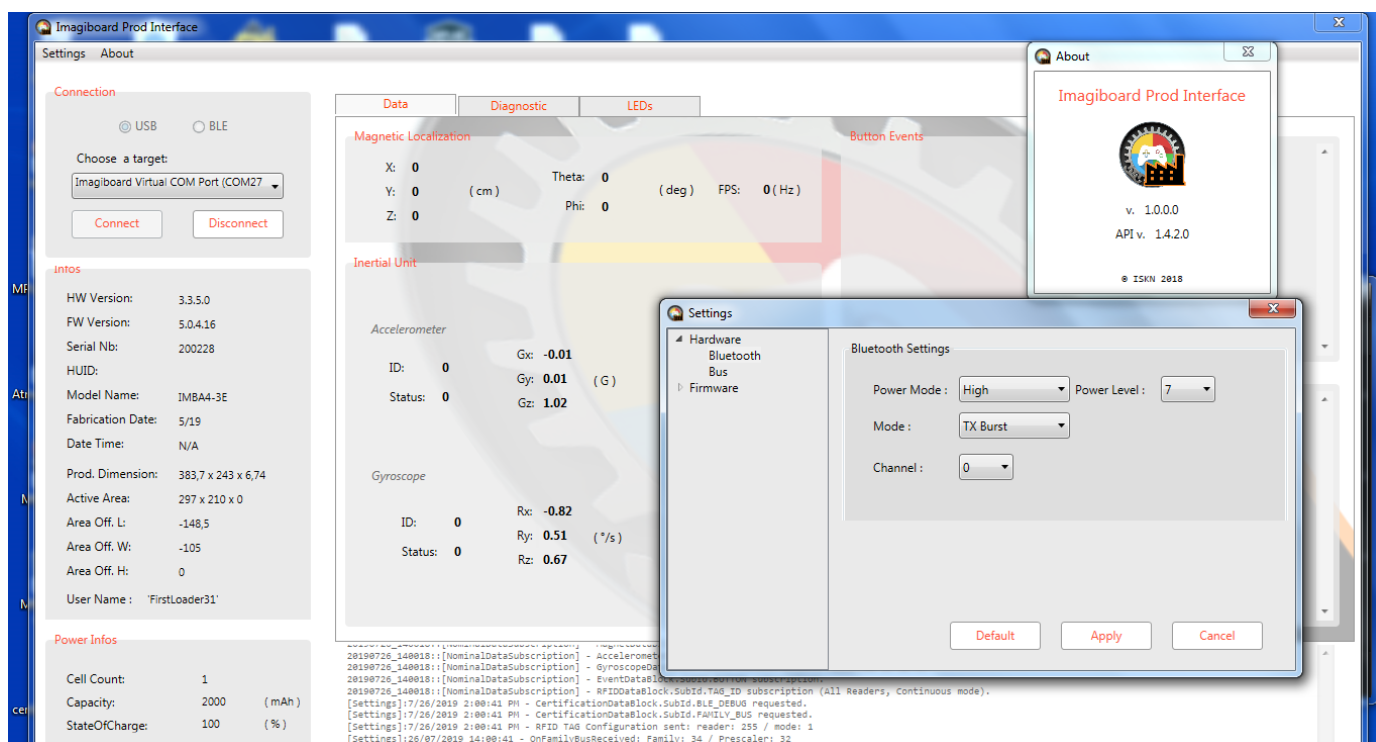 Imagiboard Prod Interface
Settings About
Connection
USB BLE
Choose a target:
Imagiboard Virtual COM Port (COM27
Connect Disconnect
Infos
HW Version: 3.3.5.0
FW Version: 5.0.4.16
Serial Nb: 200228
HUID:
Model Name: IMBA4-3E
Fabrication Date: 5/19
Date Time: N/A
Prod. Dimension: 383,7 x 243 x 6,74
Active Area: 297 x 210 x 0
Area Off. L: -148,5
Area Off. W: -105
Area Off. H: 0
User Name : 'FirstLoader31'
Power Infos
Cell Count: 1
Capacity: 2000 ( mAh )
StateOfCharge: 100 ( % )
Data Diagnostic LEDs
Magnetic Localization
X: 0
Y: 0 ( cm )
Z: 0
Theta: 0
Phi: 0
( deg ) FPS: 0 ( Hz )
Button Events
Inertial Unit
Accelerometer
ID: 0
Status: 0
Gx: -0.01
Gy: 0.01 ( G )
Gz: 1.02
Gyroscope
ID: 0
Status: 0
Rx: -0.82
Ry: 0.51 ( °/s )
Rz: 0.67
About
Imagiboard Prod Interface
v. 1.0.0.0
API v. 1.4.2.0
© ISKN 2018
Settings
Hardware
Bluetooth
Bus
Firmware
Bluetooth Settings
Power Mode : High Power Level : 7
Mode : TX Burst
Channel : 0
Default Apply Cancel
20190726_140018::[NominalDataSubscription] - Acceleromet
20190726_140018::[NominalDataSubscription] - GyroscopeDa
20190726_140018::[NominalDataSubscription] - EventDataBlock.SubId.BUTTON subscription.
20190726_140018::[NominalDataSubscription] - RFIDDataBlock.SubId.TAG_ID subscription (All Readers, Continuous mode).
[Settings]:7/26/2019 2:00:41 PM - CertificationDataBlock.SubId.BLE_DEBUG requested.
[Settings]:7/26/2019 2:00:41 PM - CertificationDataBlock.SubId.FAMILY_BUS requested.
[Settings]:7/26/2019 2:00:41 PM - RFID TAG Configuration sent: reader: 255 / mode: 1
[Settings]:26/07/2019 14:00:41 - OnFamilyBusReceived: Family: 34 / Prescaler: 32